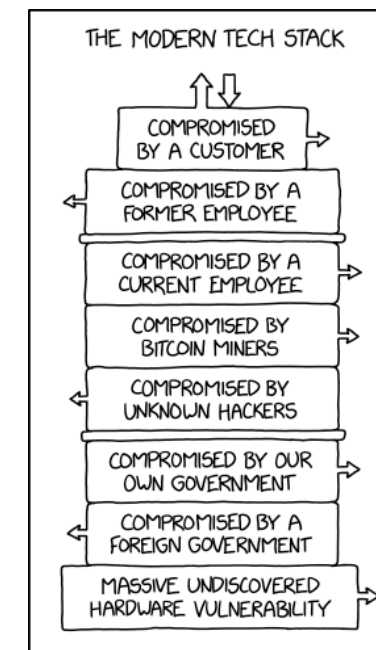 THE MODERN TECH STACK
COMPROMISED
BY A CUSTOMER
COMPROMISED BY A
FORMER EMPLOYEE
COMPROMISED BY A
CURRENT EMPLOYEE
COMPROMISED BY
BITCOIN MINERS
COMPROMISED BY
UNKNOWN HACKERS
COMPROMISED BY OUR
OWN GOVERNMENT
COMPROMISED BY A
FOREIGN GOVERNMENT
MASSIVE UNDISCOVERED
HARDWARE VULNERABILITY